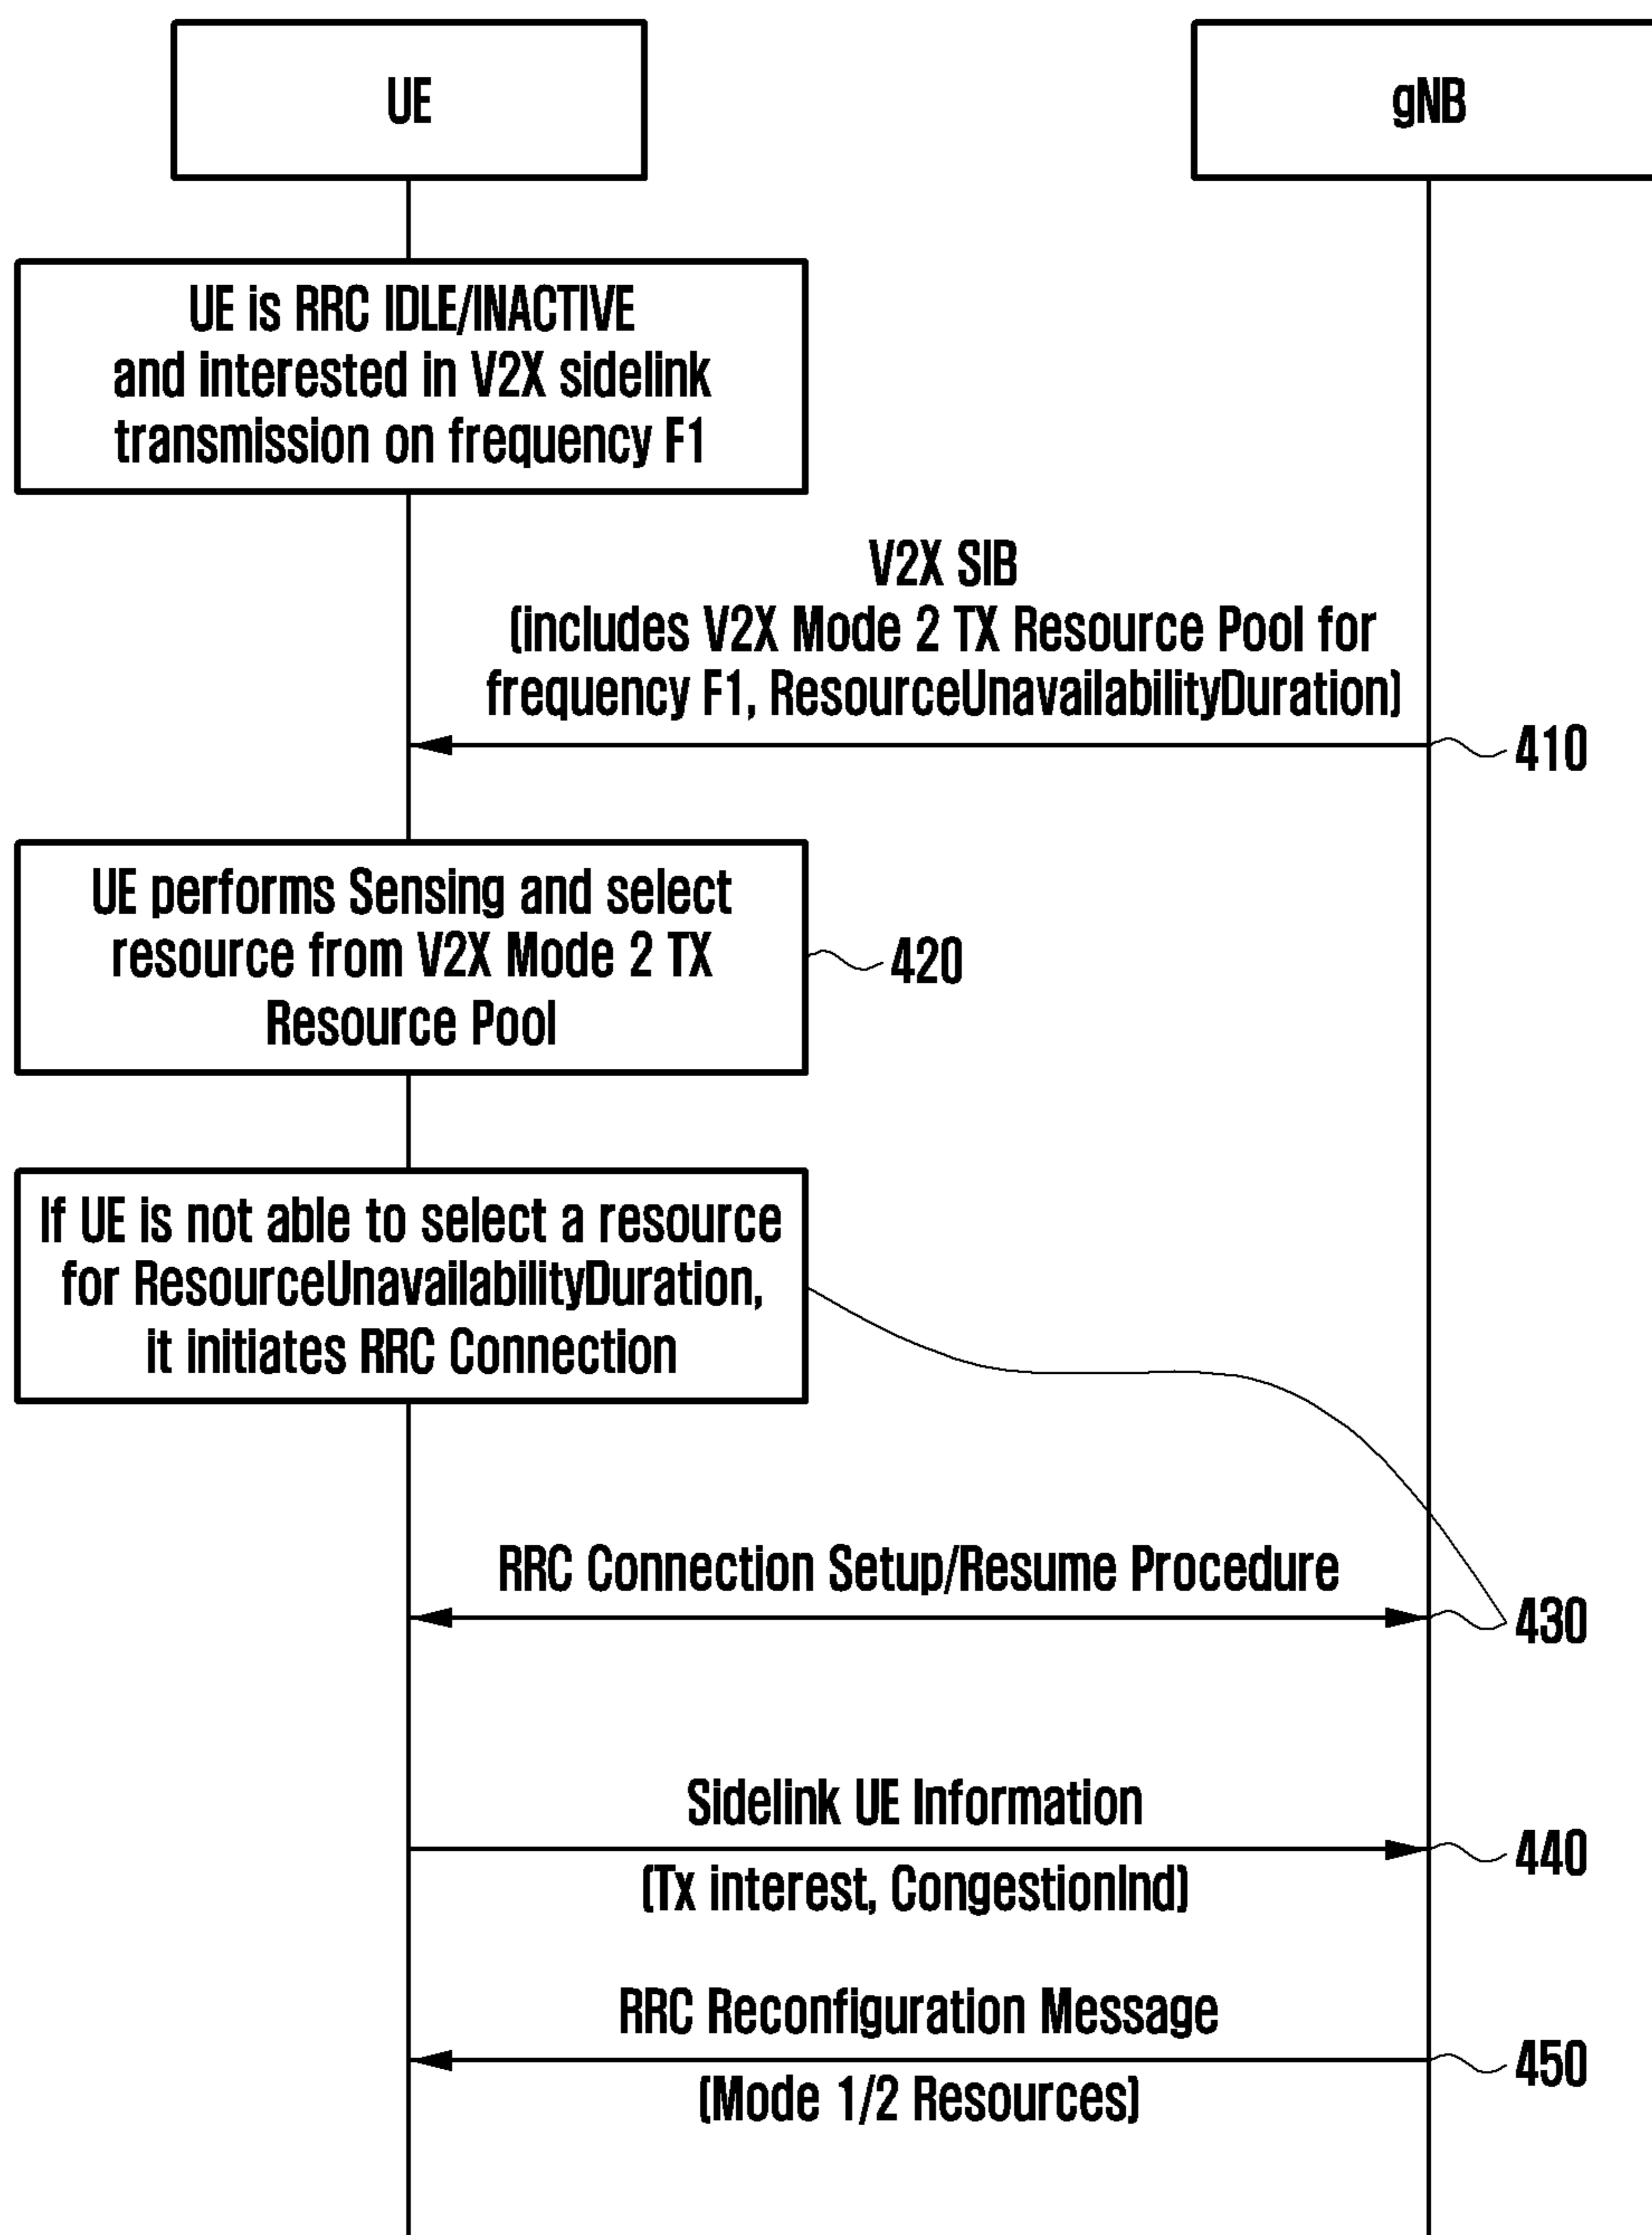 UE
gNB
UE is RRC IDLE/INACTIVE
and interested in V2X sidelink
transmission on frequency F1
V2X SIB
(includes V2X Mode 2 TX Resource Pool for
frequency F1, ResourceUnavailabilityDuration)
410
UE performs Sensing and select
resource from V2X Mode 2 TX
Resource Pool
420
If UE is not able to select a resource
for ResourceUnavailabilityDuration,
it initiates RRC Connection
RRC Connection Setup/Resume Procedure
430
Sidelink UE Information
440
(Tx interest, CongestionInd)
RRC Reconfiguration Message
450
(Mode 1/2 Resources)